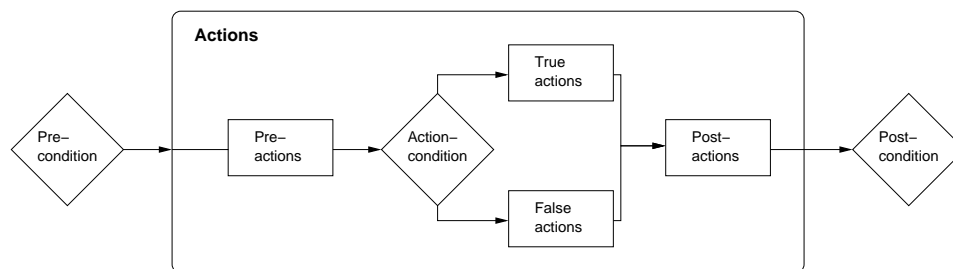 Actions
Pre–
condition
Pre–
actions
Action–
condition
True
actions
False
actions
Post–
actions
Post–
condition